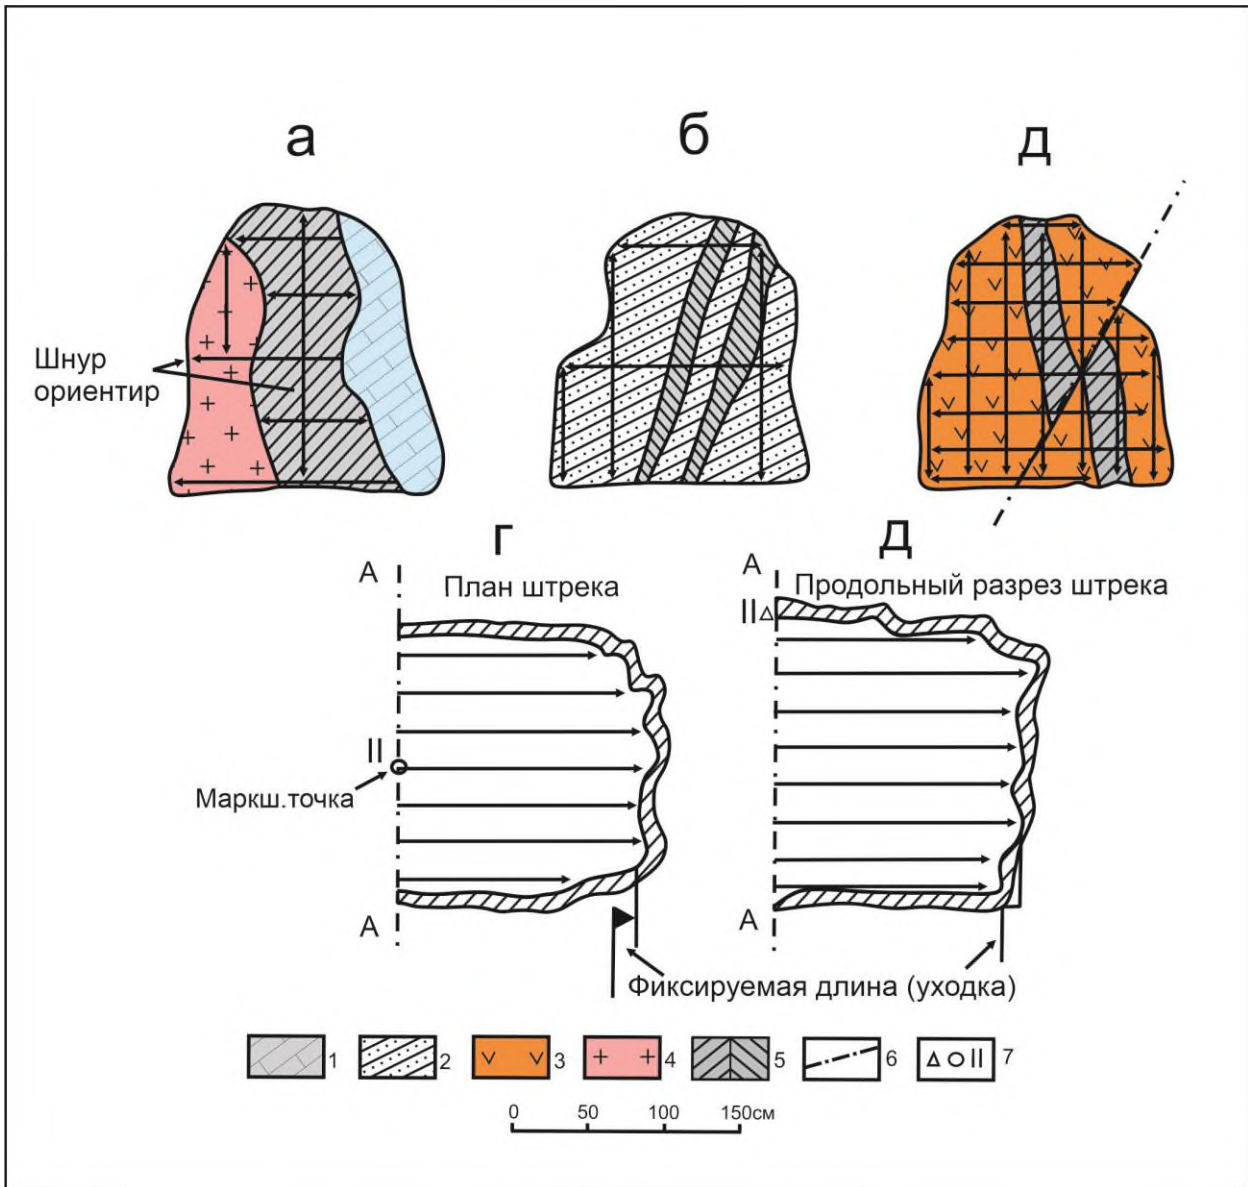 а
б
д
Шнур
ориентир
г
д
А
План штрека
А
Продольный разрез штрека
II
II
Маркш.точка
А
А
Фиксируемая длина (уходка)
1
2
3
4
5
6
II
7
0
50
100
150см